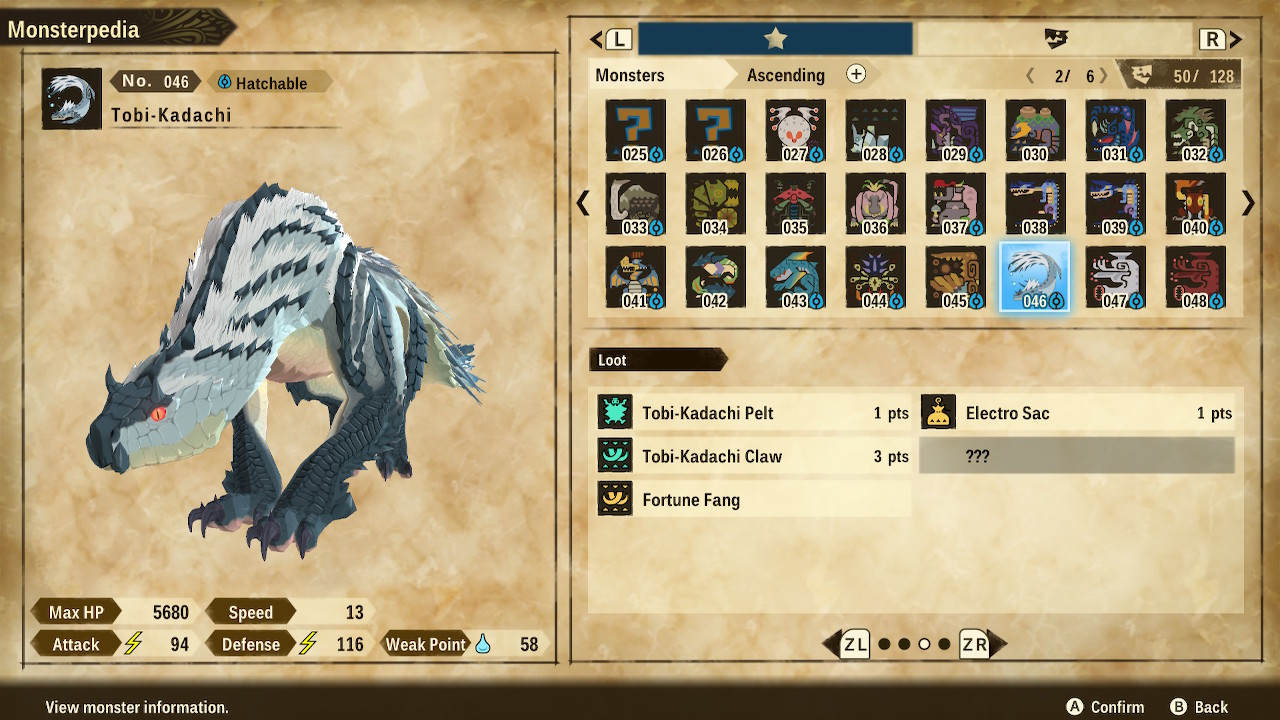 Monsterpedia
No. 046
Hatchable
Tobi-Kadachi
L
R
Monsters
Ascending
2/ 6
50/ 128
025
026
027
028
029
030
031
032
033
034
035
036
037
038
039
040
041
042
043
044
045
046
047
048
Loot
Tobi-Kadachi Pelt 1 pts
Electro Sac 1 pts
Tobi-Kadachi Claw 3 pts
???
Fortune Fang
Max HP 5680
Speed 13
Attack 94
Defense 116
Weak Point 58
ZL
ZR
View monster information.
A Confirm
B Back